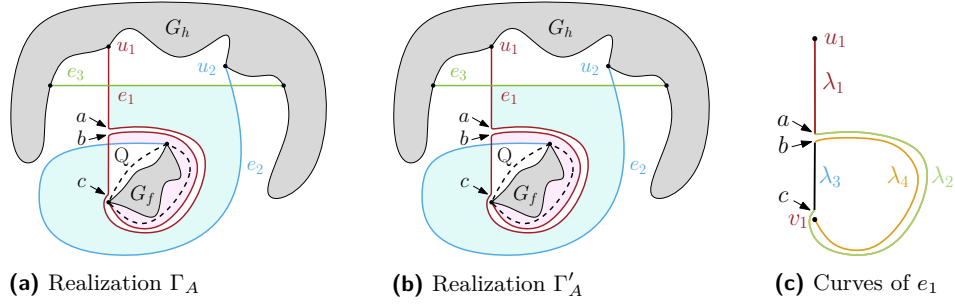 G_h
u_1
u_2
e_3
e_1
a
b
Q
e_2
c
G_f
(a) Realization Γ_A
G_h
u_1
u_2
e_3
e_1
a
b
Q
e_2
c
G_f
(b) Realization Γ′_A
u_1
λ_1
a
b
λ_3
λ_4
λ_2
c
v_1
(c) Curves of e_1